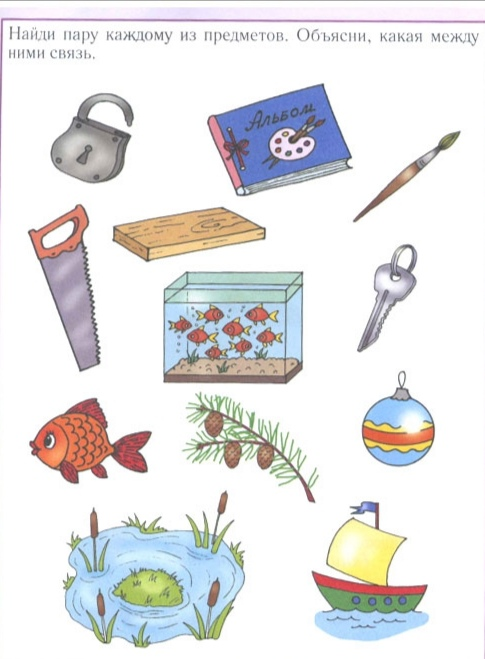 Найди пару каждому из предметов. Объясни, какая между
ними связь.
Альбом